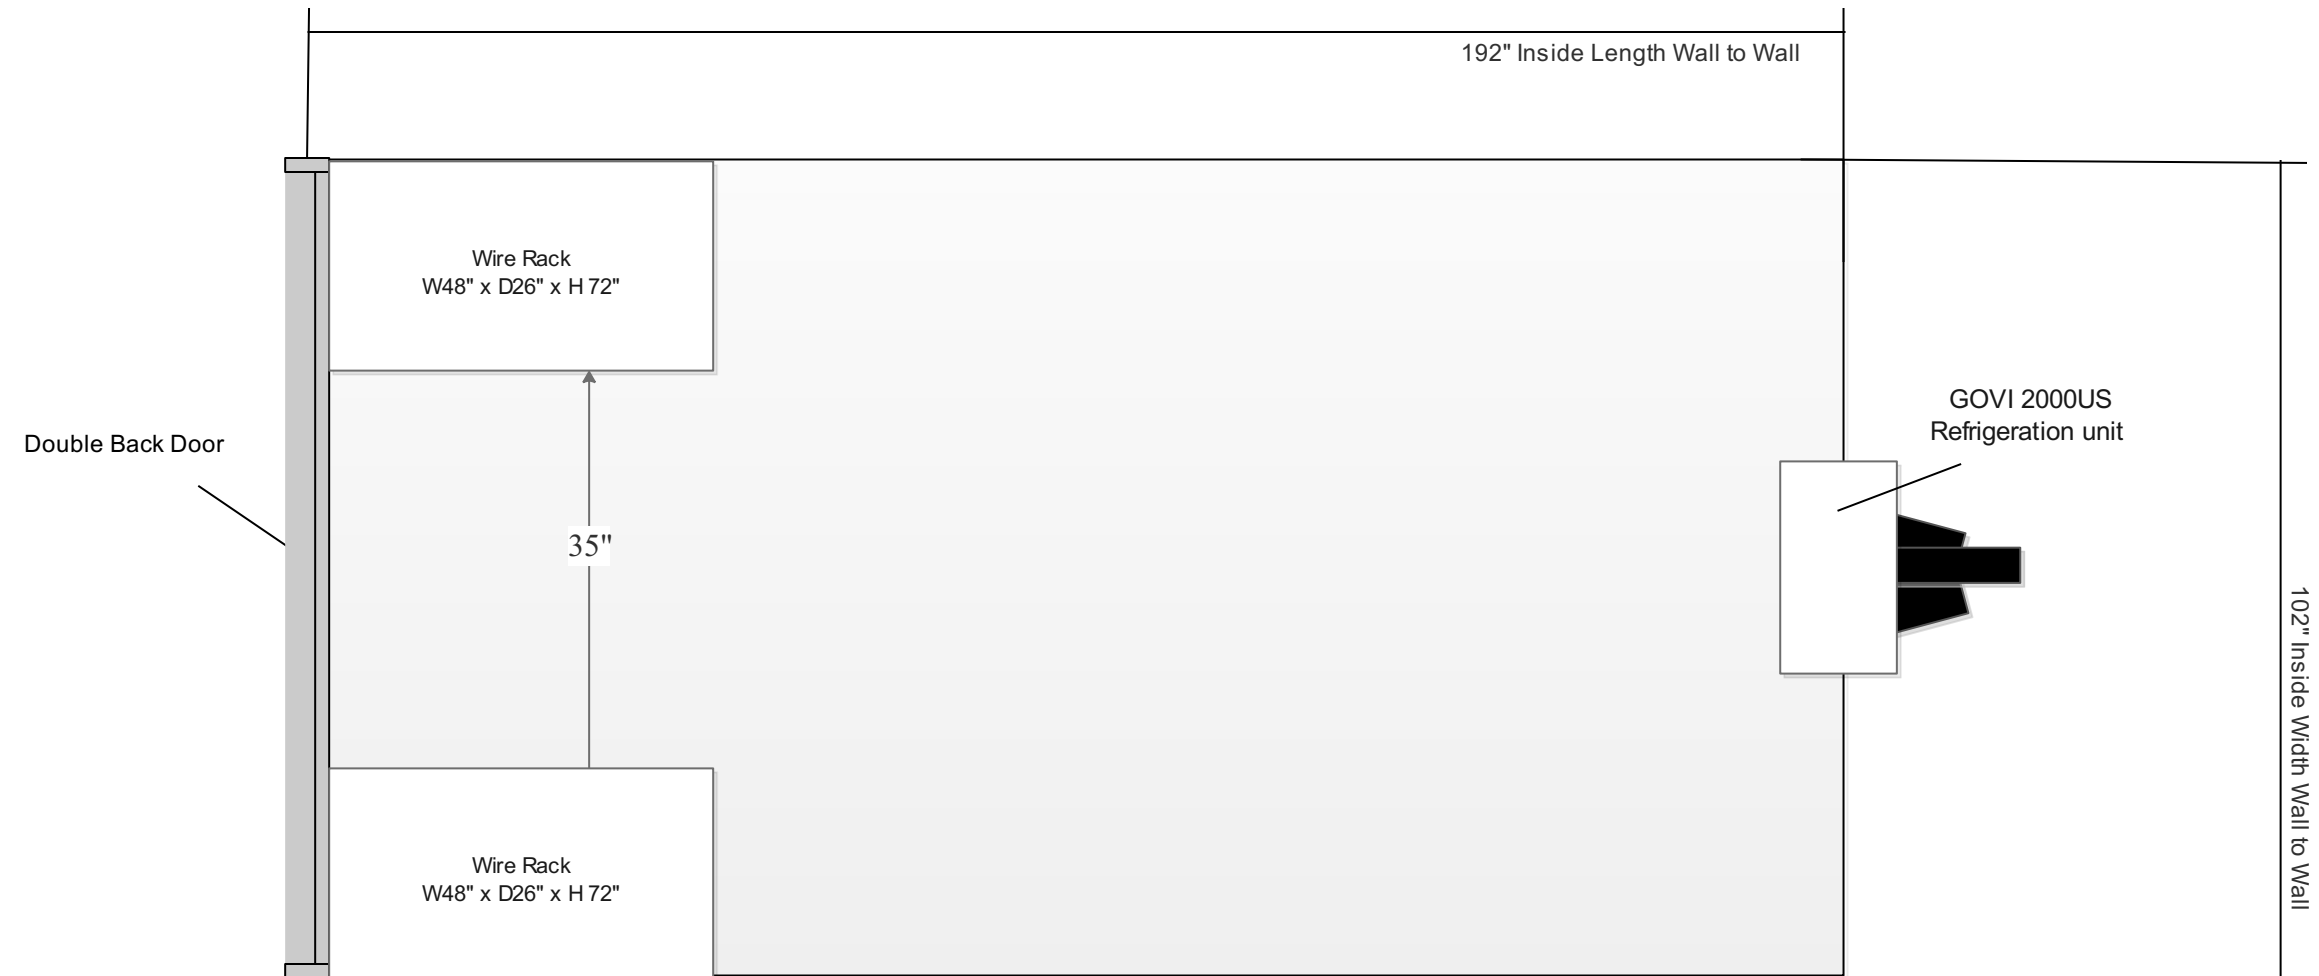 192" Inside Length Wall to Wall
Wire Rack
W48" x D26" x H 72"
GOVI 2000US
Refrigeration unit
Double Back Door
35"
102" Inside Width Wall to Wall
Wire Rack
W48" x D26" x H 72"